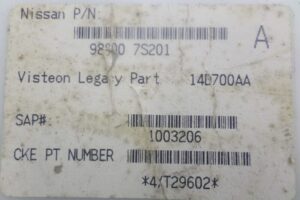 Nissan P/N:
98800 7S201
A
Visteon Legacy Part 14D700AA
SAP#
1003206
CKE PT NUMBER
*4/T29602*